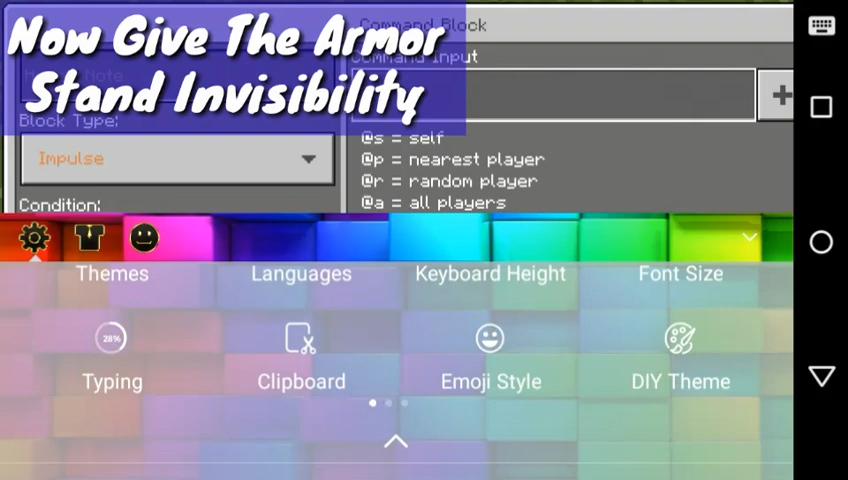 Now Give The Armor
Stand Invisibility
Command Block
Command Input
Block Type:
Impulse
Condition:
@s = self
@p = nearest player
@r = random player
@a = all players
Themes
Languages
Keyboard Height
Font Size
28%
Typing
Clipboard
Emoji Style
DIY Theme